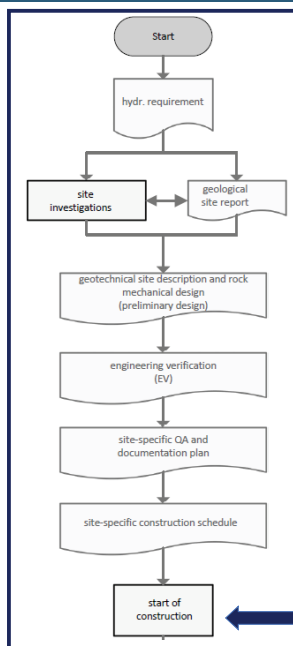 Start
hydr. requirement
site
investigations
geological
site report
geotechnical site description and rock
mechanical design
(preliminary design)
engineering verification
(EV)
site-specific QA and
documentation plan
site-specific construction schedule
start of
construction